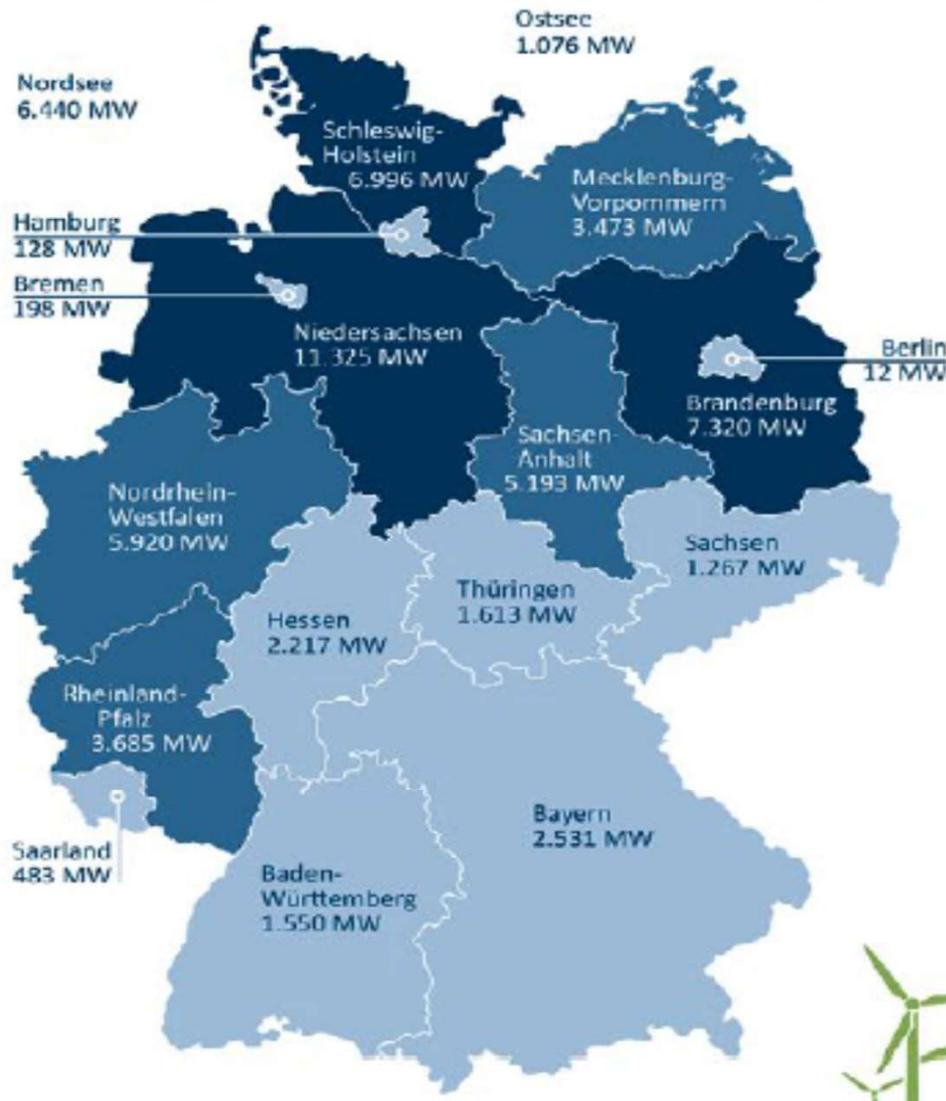 Ostsee
1.076 MW
Nordsee
6.440 MW
Schleswig-
Holstein
6.996 MW
Mecklenburg-
Vorpommern
3.473 MW
Hamburg
128 MW
Bremen
198 MW
Niedersachsen
11.325 MW
Berlin
12 MW
Brandenburg
7.320 MW
Sachsen-
Anhalt
5.193 MW
Nordrhein-
Westfalen
5.920 MW
Sachsen
1.267 MW
Thüringen
1.613 MW
Hessen
2.217 MW
Rheinland-
Pfalz
3.685 MW
Bayern
2.531 MW
Saarland
483 MW
Baden-
Württemberg
1.550 MW